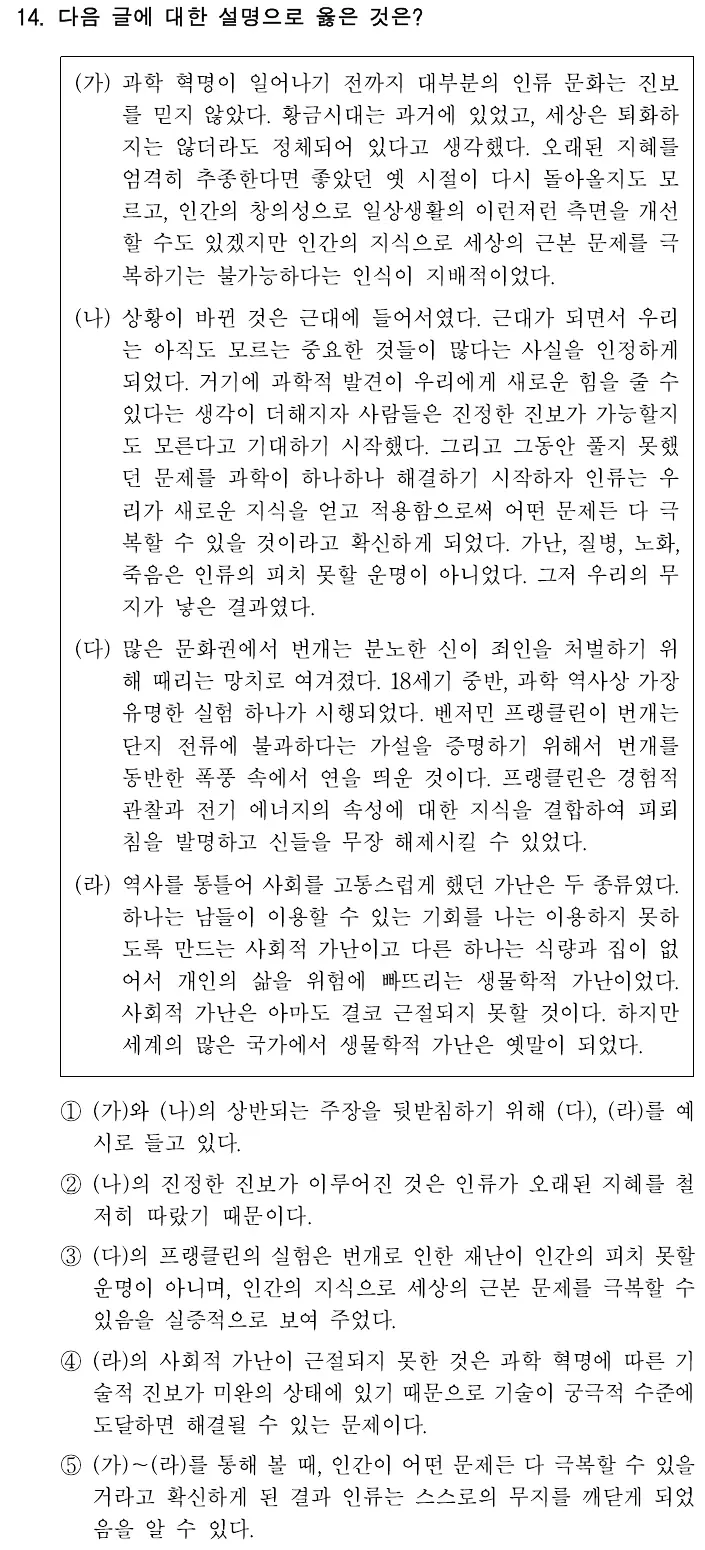 14. 다음 글에 대한 설명으로 옳은 것은?
(가) 과학 혁명이 일어나기 전까지 대부분의 인류 문화는 진보
를 믿지 않았다. 황금시대는 과거에 있었고, 세상은 퇴화하
지는 않더라도 정체되어 있다고 생각했다. 오래된 지혜를
엄격히 추종한다면 좋았던 옛 시절이 다시 돌아올지도 모
르고, 인간의 창의성으로 일상생활의 이런저런 측면을 개선
할 수도 있겠지만 인간의 지식으로 세상의 근본 문제를 극
복하기는 불가능하다는 인식이 지배적이었다.
(나) 상황이 바뀐 것은 근대에 들어서였다. 근대가 되면서 우리
는 아직도 모르는 중요한 것들이 많다는 사실을 인정하게
되었다. 거기에 과학적 발견이 우리에게 새로운 힘을 줄 수
있다는 생각이 더해지자 사람들은 진정한 진보가 가능할지
도 모른다고 기대하기 시작했다. 그리고 그동안 풀지 못했
던 문제를 과학이 하나하나 해결하기 시작하자 인류는 우
리가 새로운 지식을 얻고 적용함으로써 어떤 문제든 다 극
복할 수 있을 것이라고 확신하게 되었다. 가난, 질병, 노화,
죽음은 인류의 피치 못할 운명이 아니었다. 그저 우리의 무
지가 낳은 결과였다.
(다) 많은 문화권에서 번개는 분노한 신이 죄인을 처벌하기 위
해 때리는 망치로 여겨졌다. 18세기 중반, 과학 역사상 가장
유명한 실험 하나가 시행되었다. 벤저민 프랭클린이 번개는
단지 전류에 불과하다는 가설을 증명하기 위해서 번개를
동반한 폭풍 속에서 연을 띄운 것이다. 프랭클린은 경험적
관찰과 전기 에너지의 속성에 대한 지식을 결합하여 피뢰
침을 발명하고 신들을 무장 해제시킬 수 있었다.
(라) 역사를 통틀어 사회를 고통스럽게 했던 가난은 두 종류였다.
하나는 남들이 이용할 수 있는 기회를 나는 이용하지 못하
도록 만드는 사회적 가난이고 다른 하나는 식량과 집이 없
어서 개인의 삶을 위험에 빠뜨리는 생물학적 가난이었다.
사회적 가난은 아마도 결코 근절되지 못할 것이다. 하지만
세계의 많은 국가에서 생물학적 가난은 옛말이 되었다.
① (가)와 (나)의 상반되는 주장을 뒷받침하기 위해 (다), (라)를 예
시로 들고 있다.
② (나)의 진정한 진보가 이루어진 것은 인류가 오래된 지혜를 철
저히 따랐기 때문이다.
③ (다)의 프랭클린의 실험은 번개로 인한 재난이 인간의 피치 못할
운명이 아니며, 인간의 지식으로 세상의 근본 문제를 극복할 수
있음을 실증적으로 보여 주었다.
④ (라)의 사회적 가난이 근절되지 못한 것은 과학 혁명에 따른 기
술적 진보가 미완의 상태에 있기 때문으로 기술이 궁극적 수준에
도달하면 해결될 수 있는 문제이다.
⑤ (가)~(라)를 통해 볼 때, 인간이 어떤 문제든 다 극복할 수 있을
거라고 확신하게 된 결과 인류는 스스로의 무지를 깨닫게 되었
음을 알 수 있다.